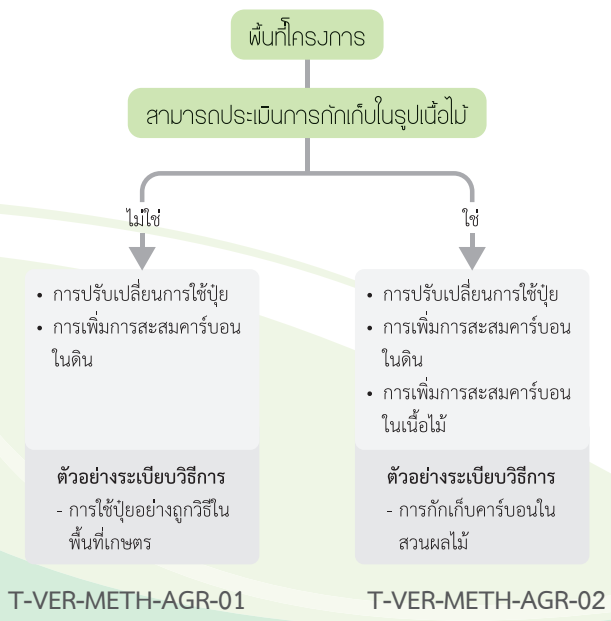 พื้นที่โครงการ
สามารถประเมินการกักเก็บในรูปเนื้อไม้
ไม่ใช่
• การปรับเปลี่ยนการใช้ปุ๋ย
• การเพิ่มการสะสมคาร์บอน
ในดิน
ตัวอย่างระเบียบวิธีการ
- การใช้ปุ๋ยอย่างถูกวิธีใน
พื้นที่เกษตร
T-VER-METH-AGR-01
ใช่
• การปรับเปลี่ยนการใช้ปุ๋ย
• การเพิ่มการสะสมคาร์บอน
ในดิน
• การเพิ่มการสะสมคาร์บอน
ในเนื้อไม้
ตัวอย่างระเบียบวิธีการ
- การกักเก็บคาร์บอนใน
สวนผลไม้
T-VER-METH-AGR-02